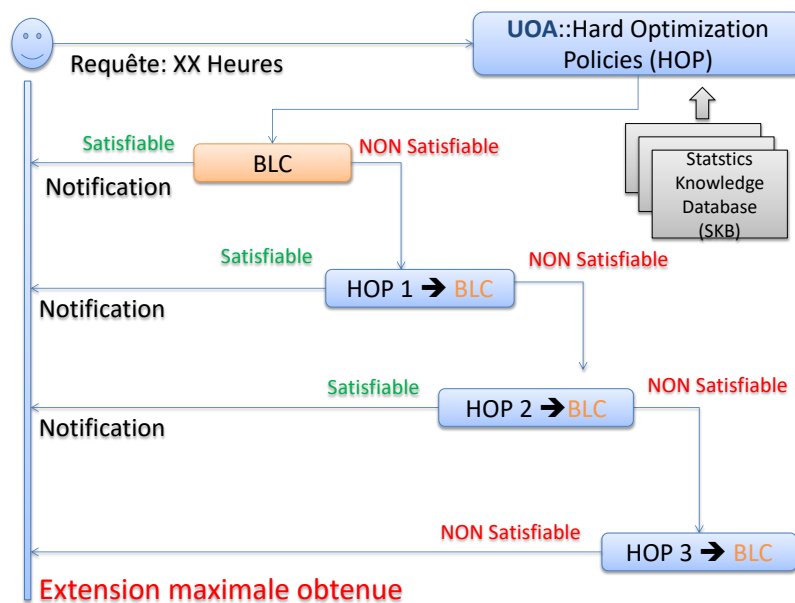 UOA::Hard Optimization
Policies (HOP)
Requête: XX Heures
Statstics
Knowledge
Database
(SKB)
Satisfiable
BLC
NON Satisfiable
Notification
Satisfiable
HOP 1 ➔ BLC
NON Satisfiable
Notification
Satisfiable
HOP 2 ➔BLC
NON Satisfiable
Notification
NON Satisfiable
HOP 3 ➔ BLC
Extension maximale obtenue